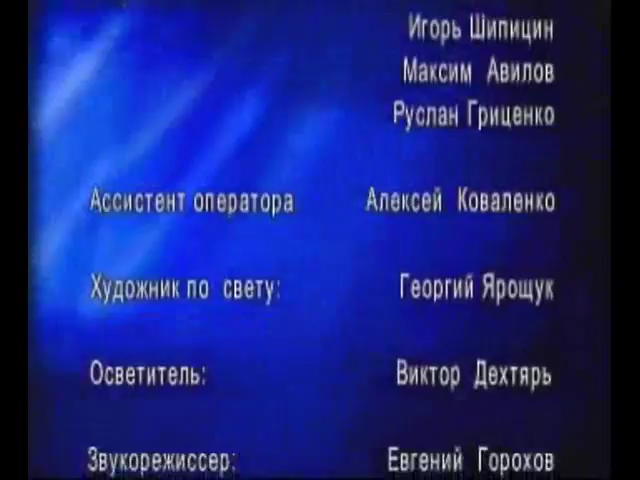 Игорь Шипицин
Максим Авилов
Руслан Гриценко
Ассистент оператора Алексей Коваленко
Художник по свету: Георгий Ярощук
Осветитель: Виктор Дехтярь
Звукорежиссер: Евгений Горохов